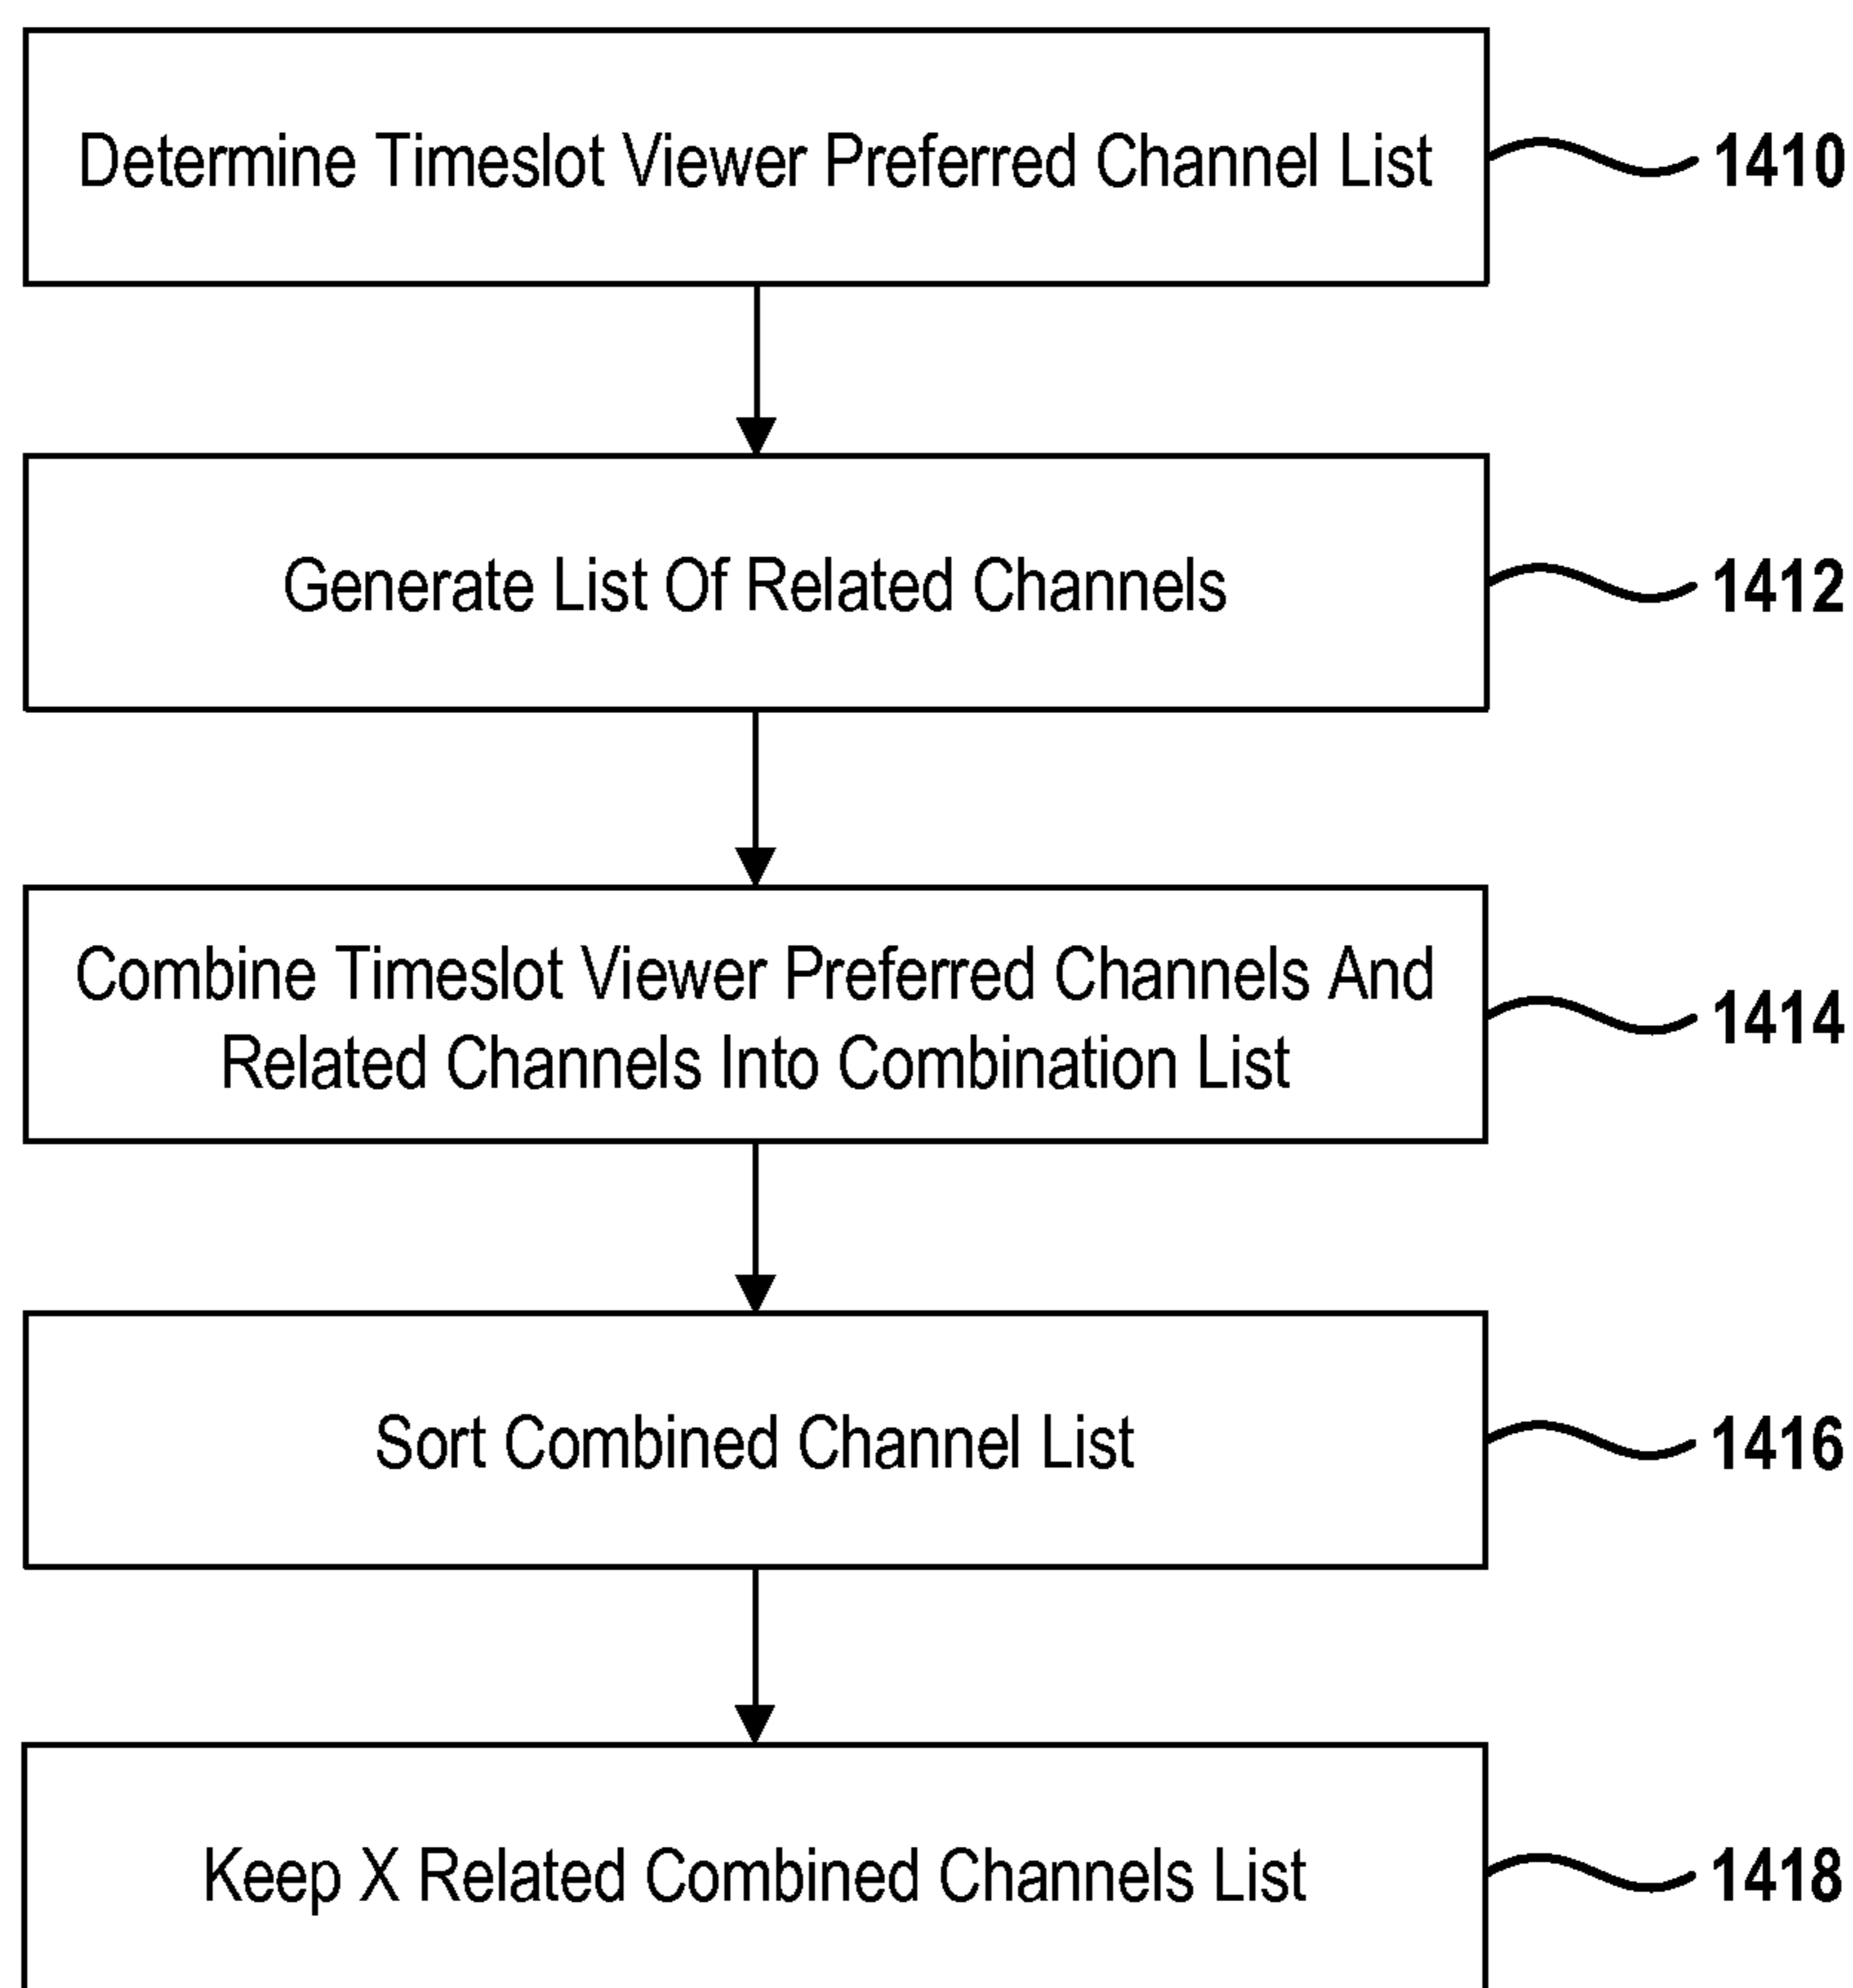 Determine Timeslot Viewer Preferred Channel List
1410
Generate List Of Related Channels
1412
Combine Timeslot Viewer Preferred Channels And
Related Channels Into Combination List
1414
Sort Combined Channel List
1416
Keep X Related Combined Channels List
1418